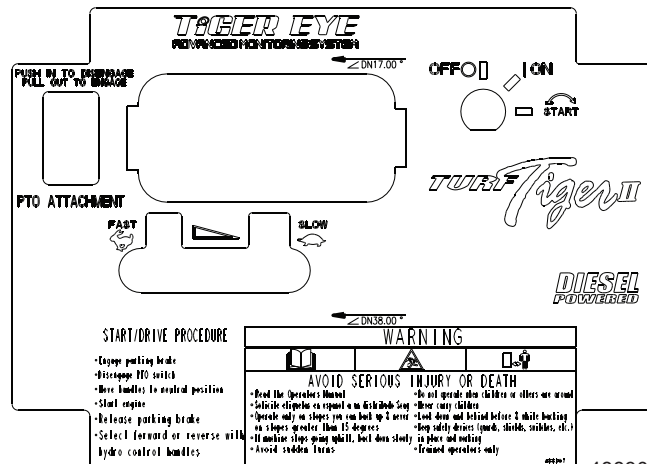 TiGER EYE
ADVANCED MONITORING SYSTEM
DN17.00°
PUSH IN TO DISENGAGE
PULL OUT TO ENGAGE
OFF
ON
START
PTO ATTACHMENT
FAST
SLOW
TURF Tiger II
DIESEL
POWERED
DN38.00°
START/DRIVE PROCEDURE
•Engage parking brake
•Disengage PTO switch
•Move handles to neutral position
•Start engine
•Release parking brake
•Select forward or reverse with
hydro control handles
WARNING
AVOID SERIOUS INJURY OR DEATH
•Read the Operators Manual
•Operate only on slopes you can back up & never
on slopes greater than 15 degrees
•If machine stops going uphill, back down slowly
•Avoid sudden turns
•Do not operate when children or others are around
•Never carry children
•Look down and behind before & while backing
•Keep safety devices (guards, shields, switches, etc.)
in place and working
•Trained operators only